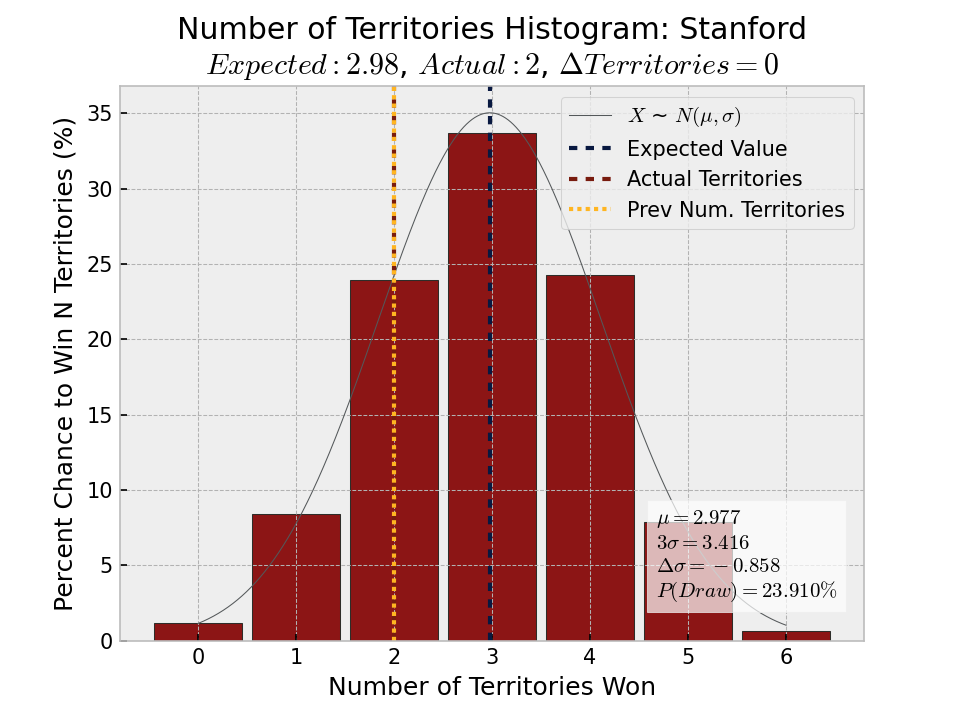 Number of Territories Histogram: Stanford
Expected : 2.98, Actual : 2, ΔTerritories = 0
Percent Chance to Win N Territories (%)
35
30
25
20
15
10
5
0
X ~ N(μ, σ)
Expected Value
Actual Territories
Prev Num. Territories
μ = 2.977
3σ = 3.416
Δσ = −0.858
P(Draw) = 23.910%
0 1 2 3 4 5 6
Number of Territories Won